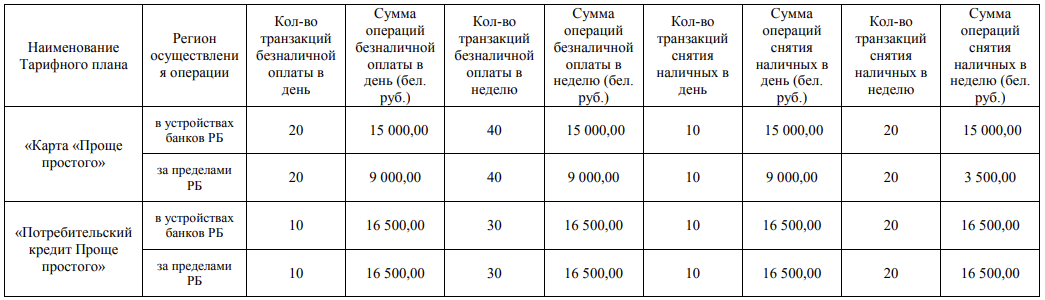 Наименование
Тарифного плана
Регион
осуществлени
я операции
Кол-во
транзакций
безналичной
оплаты в
день
Сумма
операций
безналичной
оплаты в
день (бел.
руб.)
Кол-во
транзакций
безналичной
оплаты в
неделю
Сумма
операций
безналичной
оплаты в
неделю (бел.
руб.)
Кол-во
транзакций
снятия
наличных в
день
Сумма
операций
снятия
наличных в
день (бел.
руб.)
Кол-во
транзакций
снятия
наличных в
неделю
Сумма
операций
снятия
наличных в
неделю (бел.
руб.)
«Карта «Проще
простого»
в устройствах
банков РБ
20
15 000,00
40
15 000,00
10
15 000,00
20
15 000,00
за пределами
РБ
20
9 000,00
40
9 000,00
10
9 000,00
20
3 500,00
«Потребительский
кредит Проще
простого»
в устройствах
банков РБ
10
16 500,00
30
16 500,00
10
16 500,00
20
16 500,00
за пределами
РБ
10
16 500,00
30
16 500,00
10
16 500,00
20
16 500,00